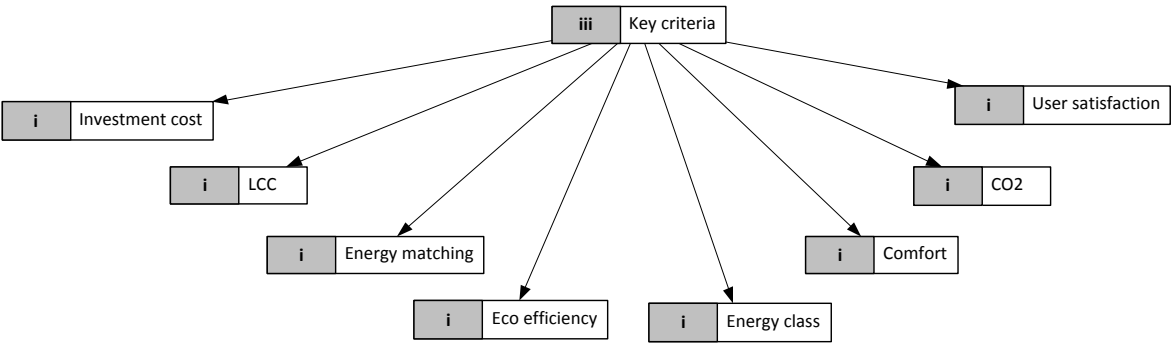 iii Key criteria
i User satisfaction
i Investment cost
i LCC
i CO2
i Energy matching
i Comfort
i Eco efficiency
i Energy class